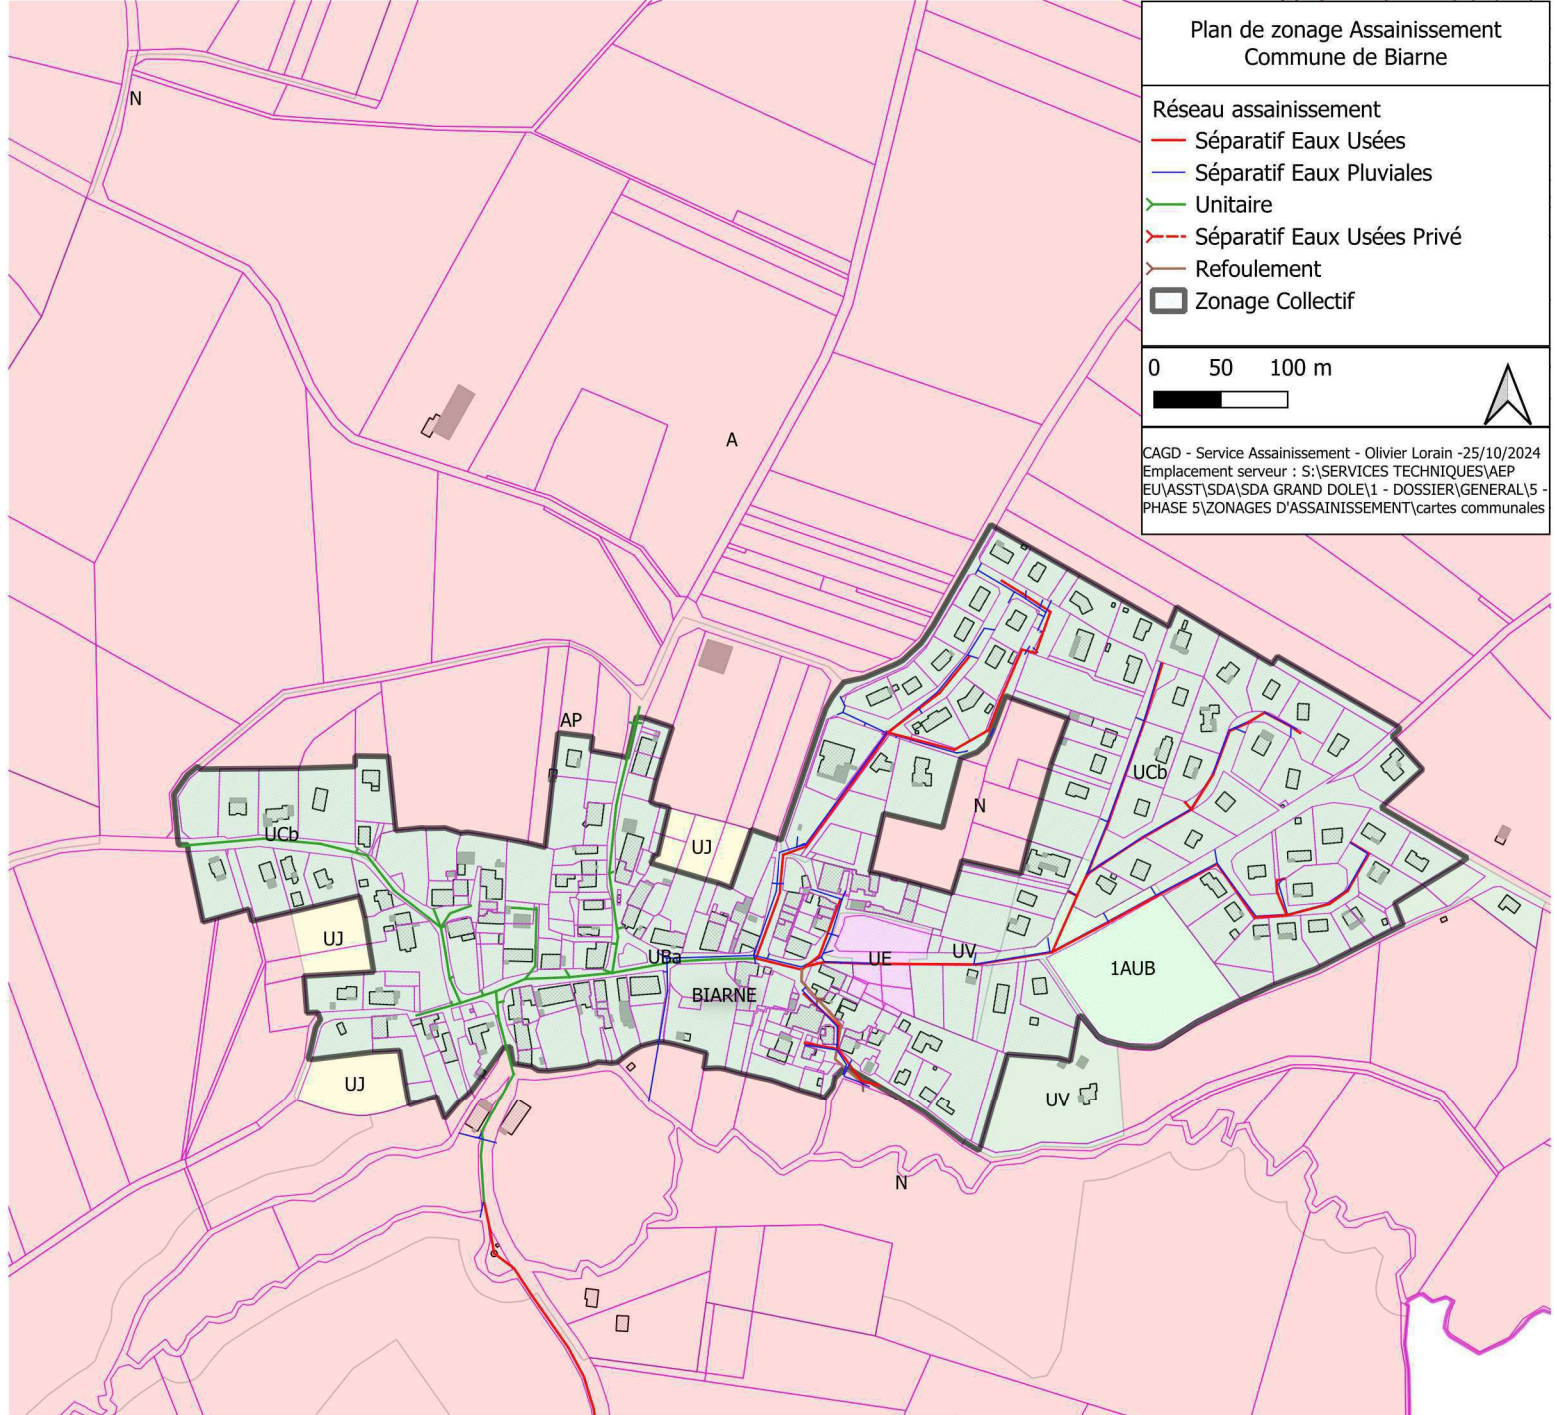 Plan de zonage Assainissement
Commune de Biarne
Réseau assainissement
Séparatif Eaux Usées
Séparatif Eaux Pluviales
Unitaire
Séparatif Eaux Usées Privé
Refoulement
Zonage Collectif
0 50 100 m
CAGD - Service Assainissement - Olivier Lorain -25/10/2024
Emplacement serveur : S:\SERVICES TECHNIQUES\AEP
EU\ASST\SDA\SDA GRAND DOLE\1 - DOSSIER\GENERAL\5 -
PHASE 5\ZONAGES D'ASSAINISSEMENT\cartes communales
N
A
AP
UCb
N
UCb
UJ
UJ
UBa
UE
UV
1AUB
BIARNE
UJ
UV
N